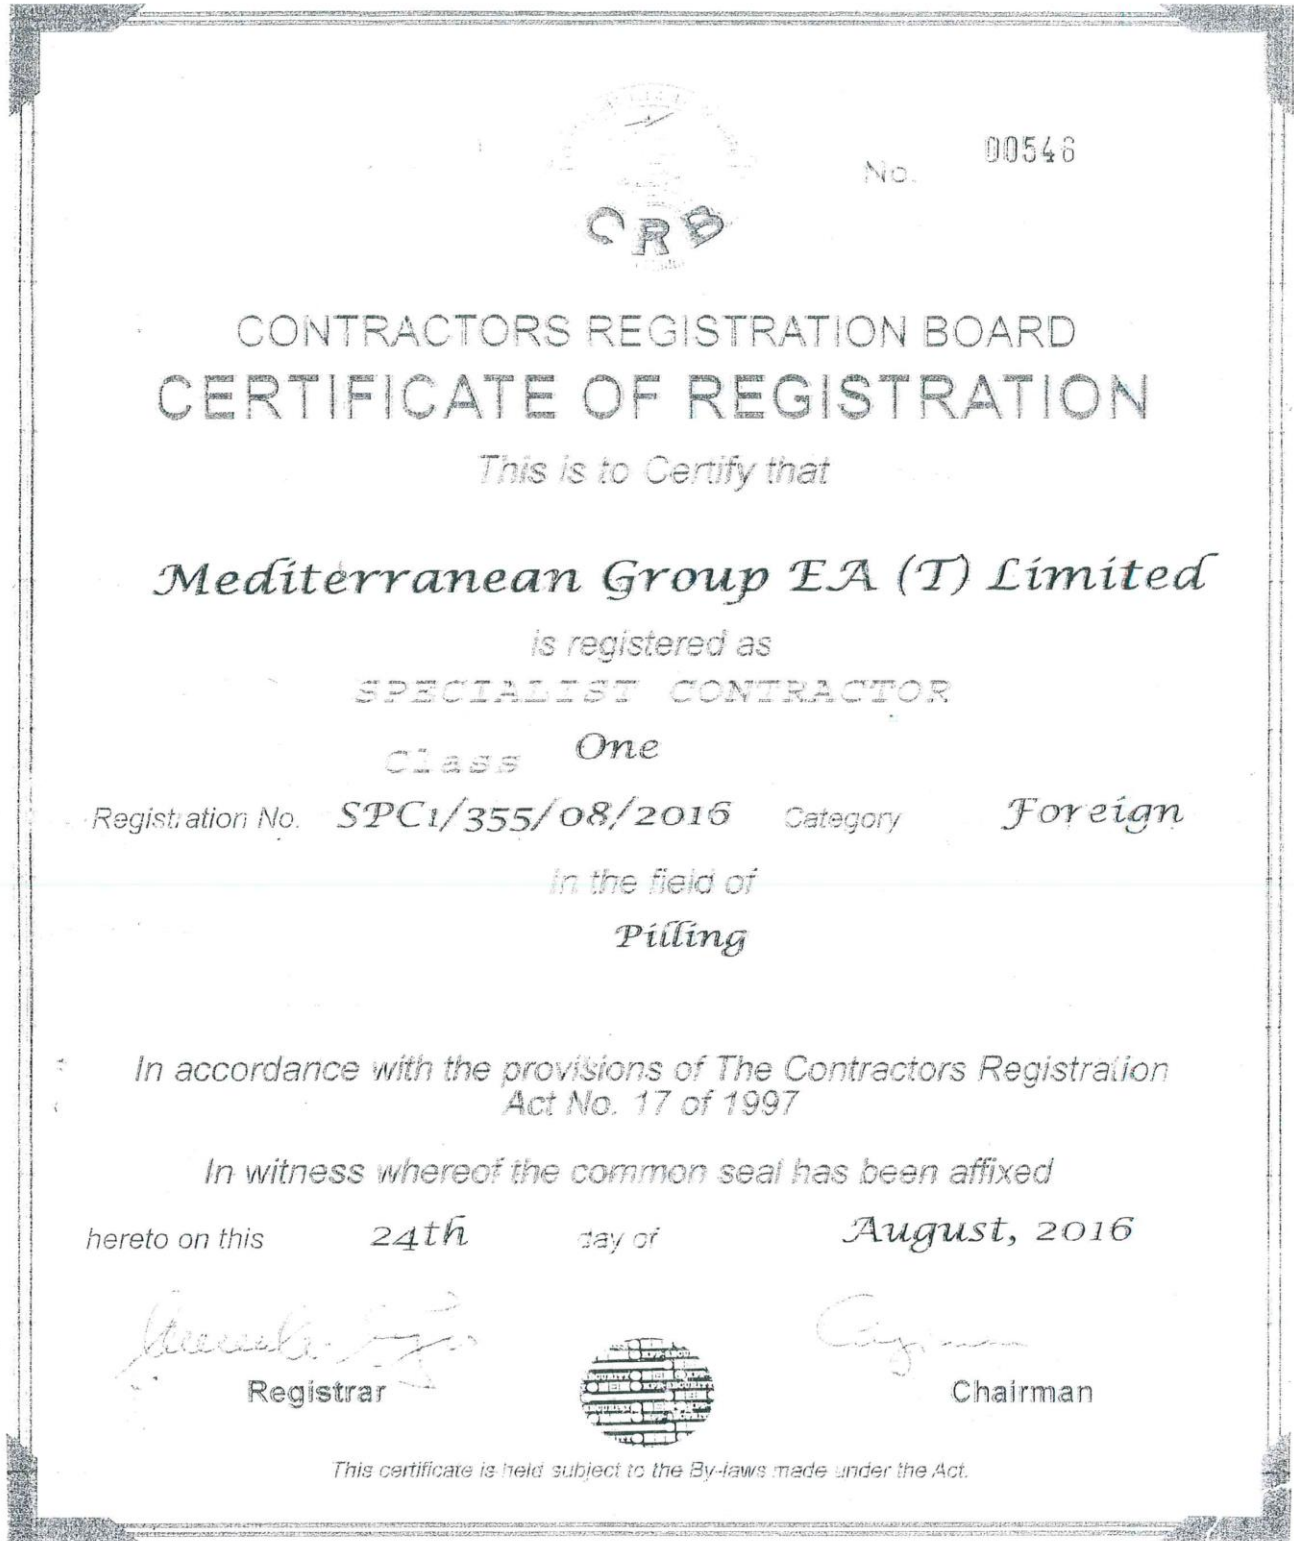 No. 00546
CRB
CONTRACTORS REGISTRATION BOARD
CERTIFICATE OF REGISTRATION
This is to Certify that
Mediterranean Group EA (T) Limited
is registered as
SPECIALIST CONTRACTOR
Class One
Registration No. SPC1/355/08/2016 Category Foreign
in the field of
Pilling
In accordance with the provisions of The Contractors Registration
Act No. 17 of 1997
In witness whereof the common seal has been affixed
hereto on this 24th day of August, 2016
Registrar Chairman
SECURITY
This certificate is held subject to the By-laws made under the Act.